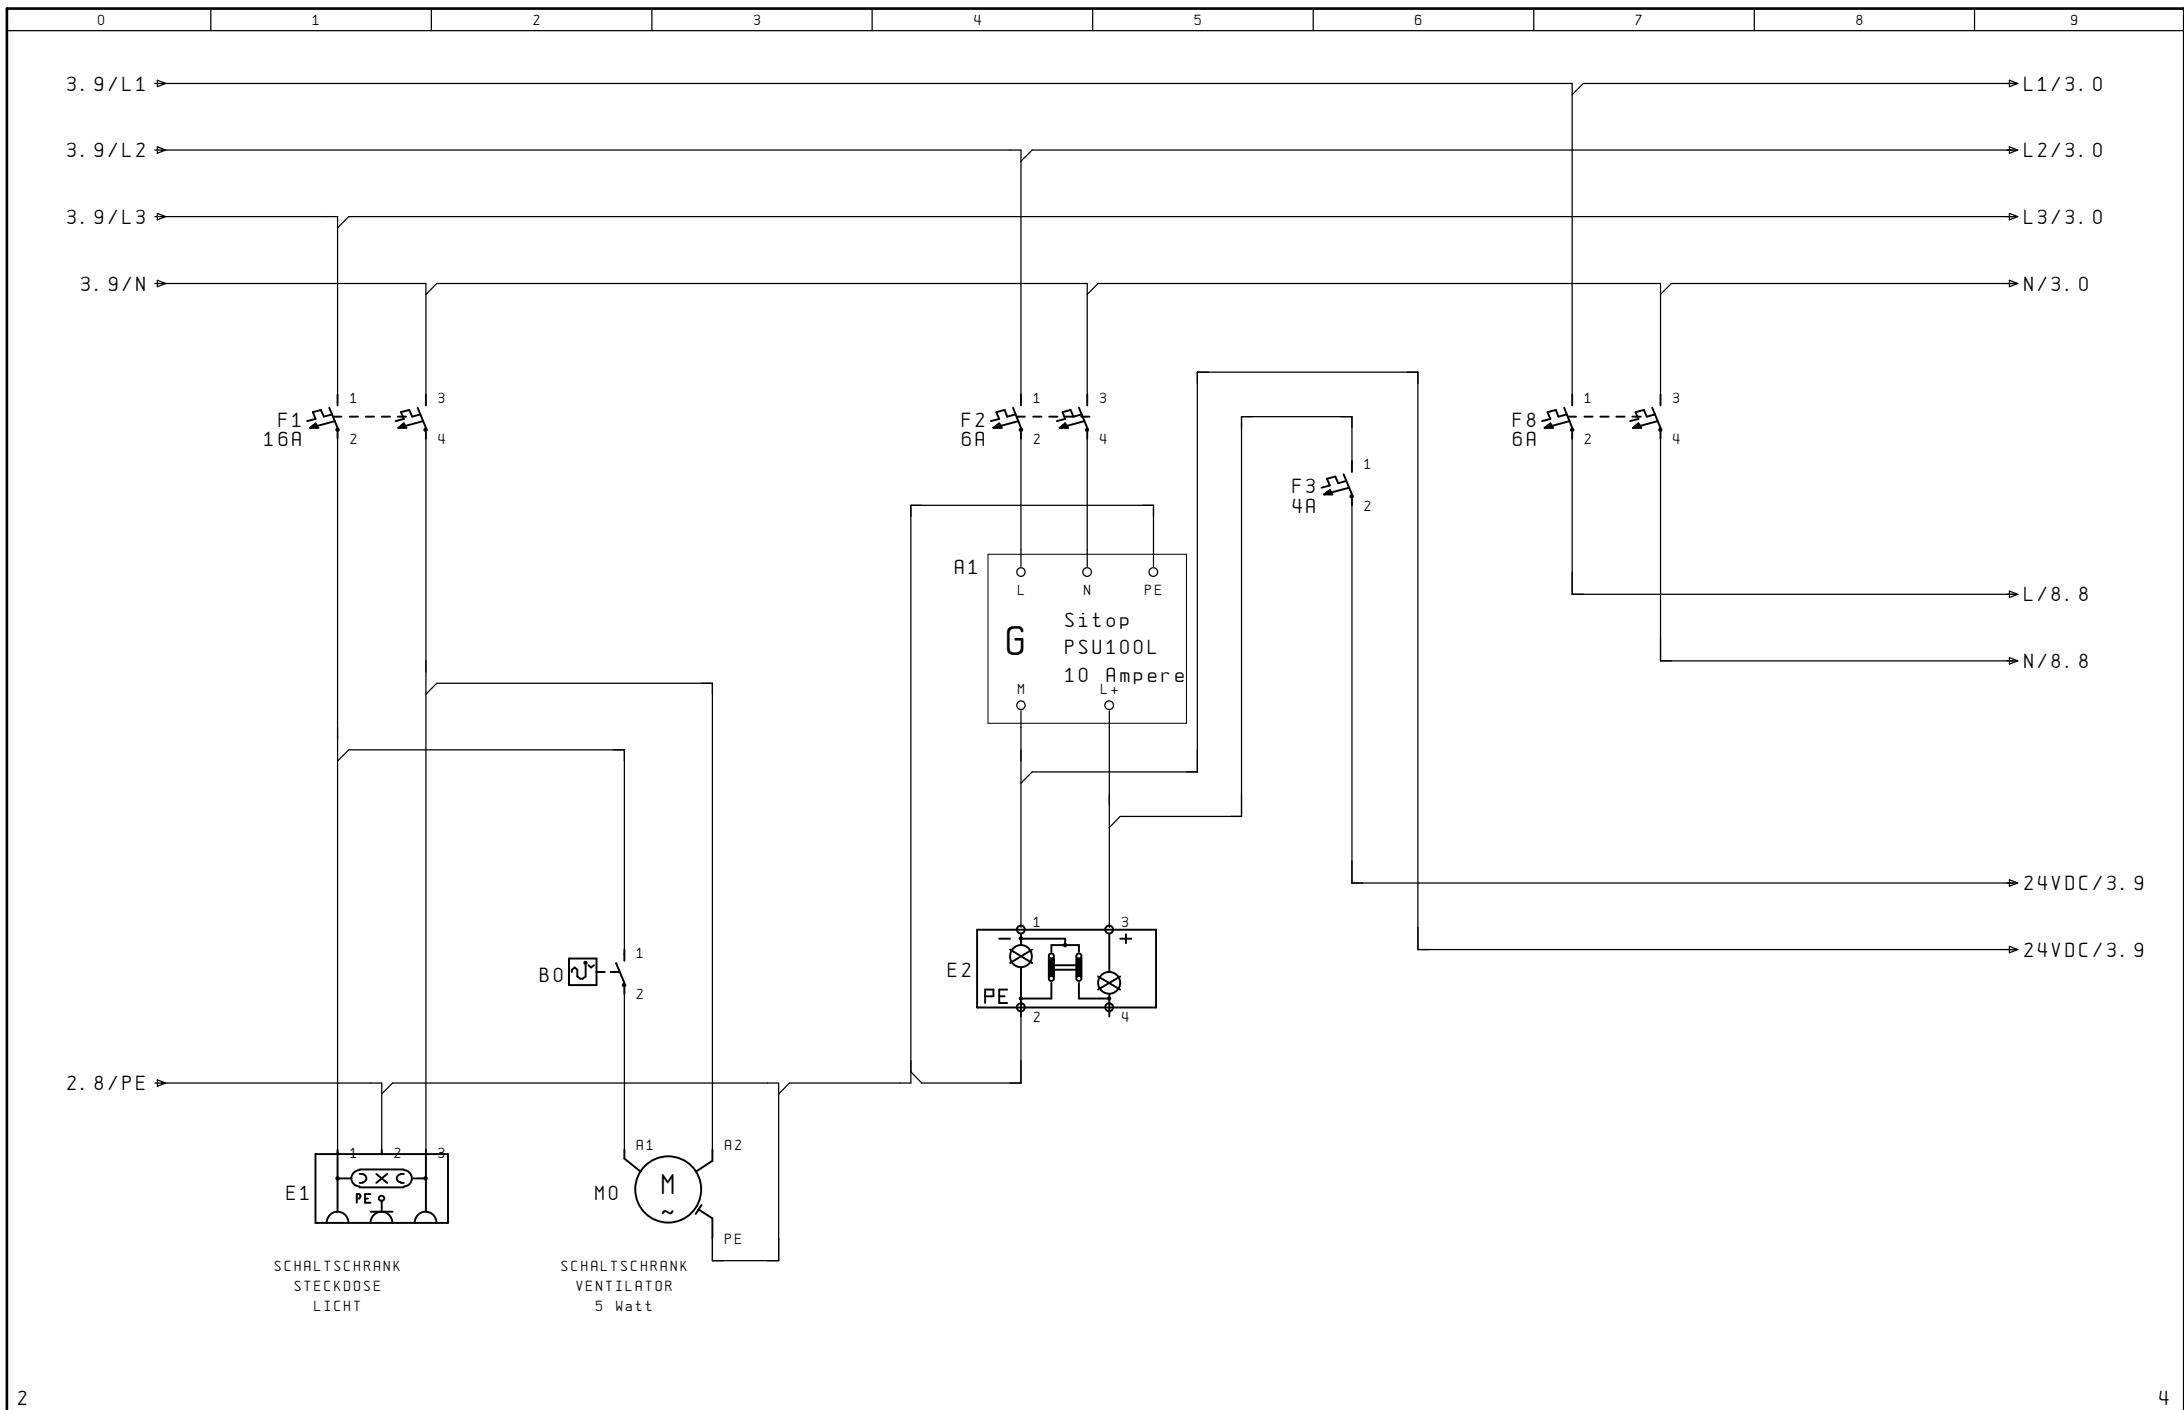 0 1 2 3 4 5 6 7 8 9
3.9/L1 L1/3.0
3.9/L2 L2/3.0
3.9/L3 L3/3.0
3.9/N N/3.0
1 3 1 3 1 3
F1 F2 F8
16A 6A 6A
2 4 2 4 2 4
1
F3
4A
2
A1
L N PE
L/8.8
Sitop
G PSU100L
N/8.8
10 Ampere
M L+
24VDC/3.9
1 3
- +
24VDC/3.9
1
B0
E2
2
PE
2 4
2.8/PE
A1 A2
1 2 3
M
E1 PE M0
~
PE
SCHALTSCHRANK SCHALTSCHRANK
STECKDOSE VENTILATOR
LICHT 5 Watt
2 4